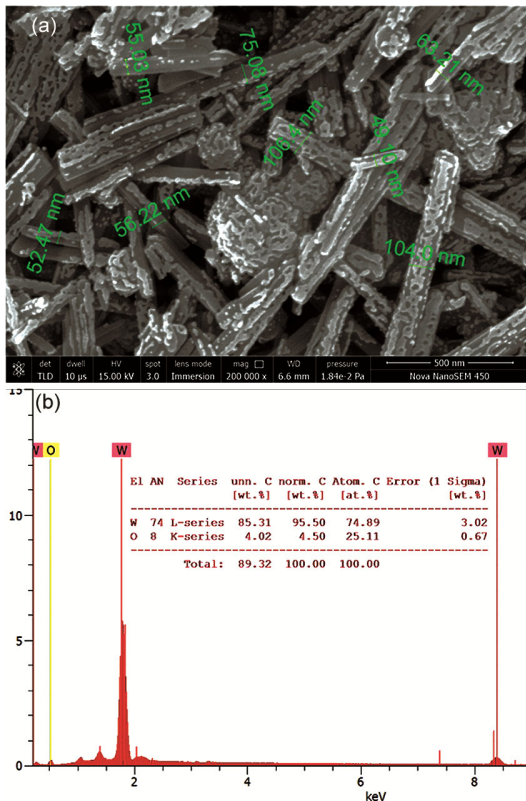 (a)
55.03 nm
75.08 nm
63.21 nm
106.4 nm
49.10 nm
56.22 nm
52.47 nm
104.0 nm
det dwell HV spot lens mode mag WD pressure 500 nm
TLD 10 µs 15.00 kV 3.0 Immersion 200 000 x 6.6 mm 1.84e-2 Pa Nova NanoSEM 450
(b)
W O W W
El AN Series unn. C norm. C Atom. C Error (1 Sigma)
[wt.%] [wt.%] [at.%] [wt.%]
W 74 L-series 85.31 95.50 74.89 3.02
O 8 K-series 4.02 4.50 25.11 0.67
Total: 89.32 100.00 100.00
15
10
5
0
2 4 6 8
keV